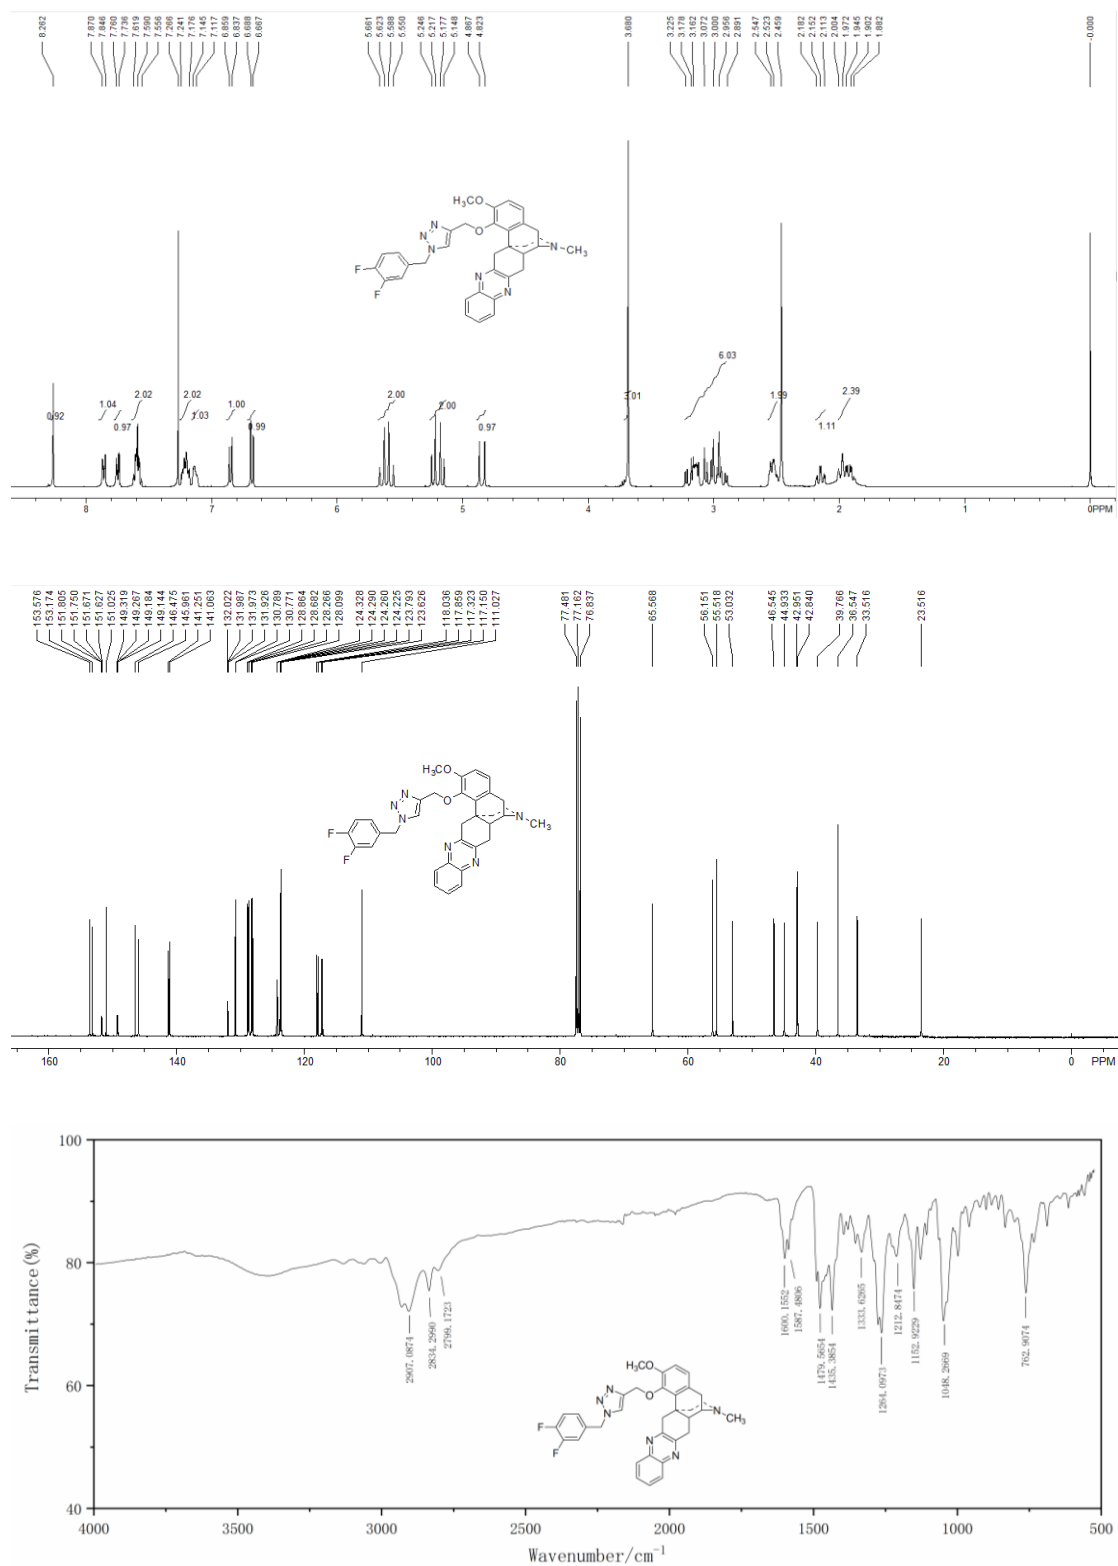 8.262 7.870 7.846 7.760 7.736 7.619 7.590 7.556 7.266 7.241 7.176 7.145 7.117 6.859 6.837 6.688 6.667 5.661 5.623 5.588 5.550 5.246 5.217 5.177 5.148 4.867 4.823 3.680 3.225 3.178 3.162 3.072 3.000 2.956 2.891 2.547 2.523 2.459 2.182 2.152 2.113 2.004 1.972 1.945 1.902 1.882 -0.000
H₃CO
N
N
N
O
N
CH₃
F
F
N
N
0.92 1.04 0.97 2.02 2.02 1.03 1.00 0.99 2.00 2.00 0.97 3.01 6.03 1.99 1.11 2.39
8 7 6 5 4 3 2 1 0PPM
153.576 153.174 151.805 151.750 151.671 151.627 151.025 149.319 149.267 149.184 149.144 146.475 145.961 141.251 141.063 132.022 131.987 131.973 131.926 130.789 130.771 128.864 128.682 128.266 128.099 124.328 124.290 124.260 124.225 123.793 123.626 118.036 117.859 117.323 117.150 111.027 77.481 77.162 76.837 65.568 56.151 55.518 53.032 46.545 44.933 42.951 42.840 39.766 36.547 33.516 23.516
H₃CO
N
N
N
O
N
CH₃
F
F
N
N
160 140 120 100 80 60 40 20 0 PPM
100
80
60
40
Transmittance(%)
2907.0874
2834.2990
2799.1723
1600.1552
1587.4806
1479.5654
1435.3854
1333.6265
1264.0973
1212.8474
1152.9229
1048.2669
762.9074
H₃CO
N
N
N
O
N
CH₃
F
F
N
N
4000 3500 3000 2500 2000 1500 1000 500
Wavenumber/cm⁻¹